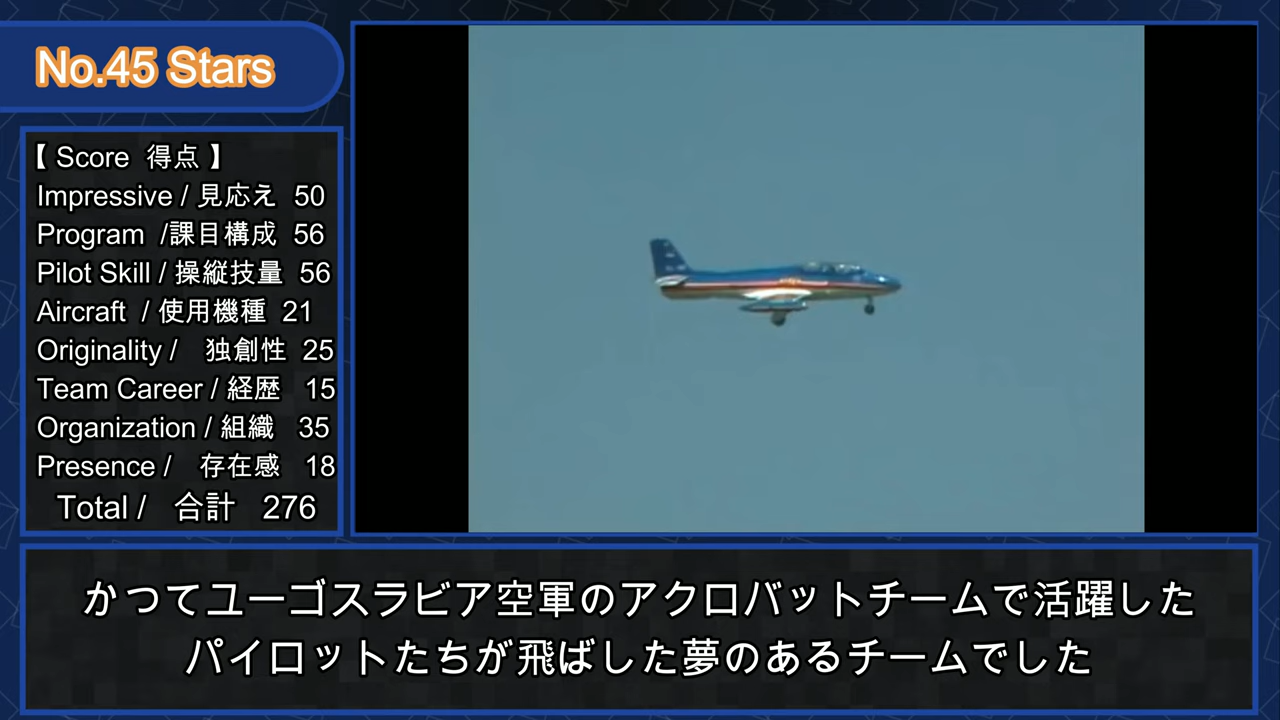 No.45 Stars
【 Score 得点 】
Impressive / 見応え 50
Program /課目構成 56
Pilot Skill / 操縦技量 56
Aircraft / 使用機種 21
Originality / 独創性 25
Team Career / 経歴 15
Organization / 組織 35
Presence / 存在感 18
Total / 合計 276
かつてユーゴスラビア空軍のアクロバットチームで活躍した
パイロットたちが飛ばした夢のあるチームでした